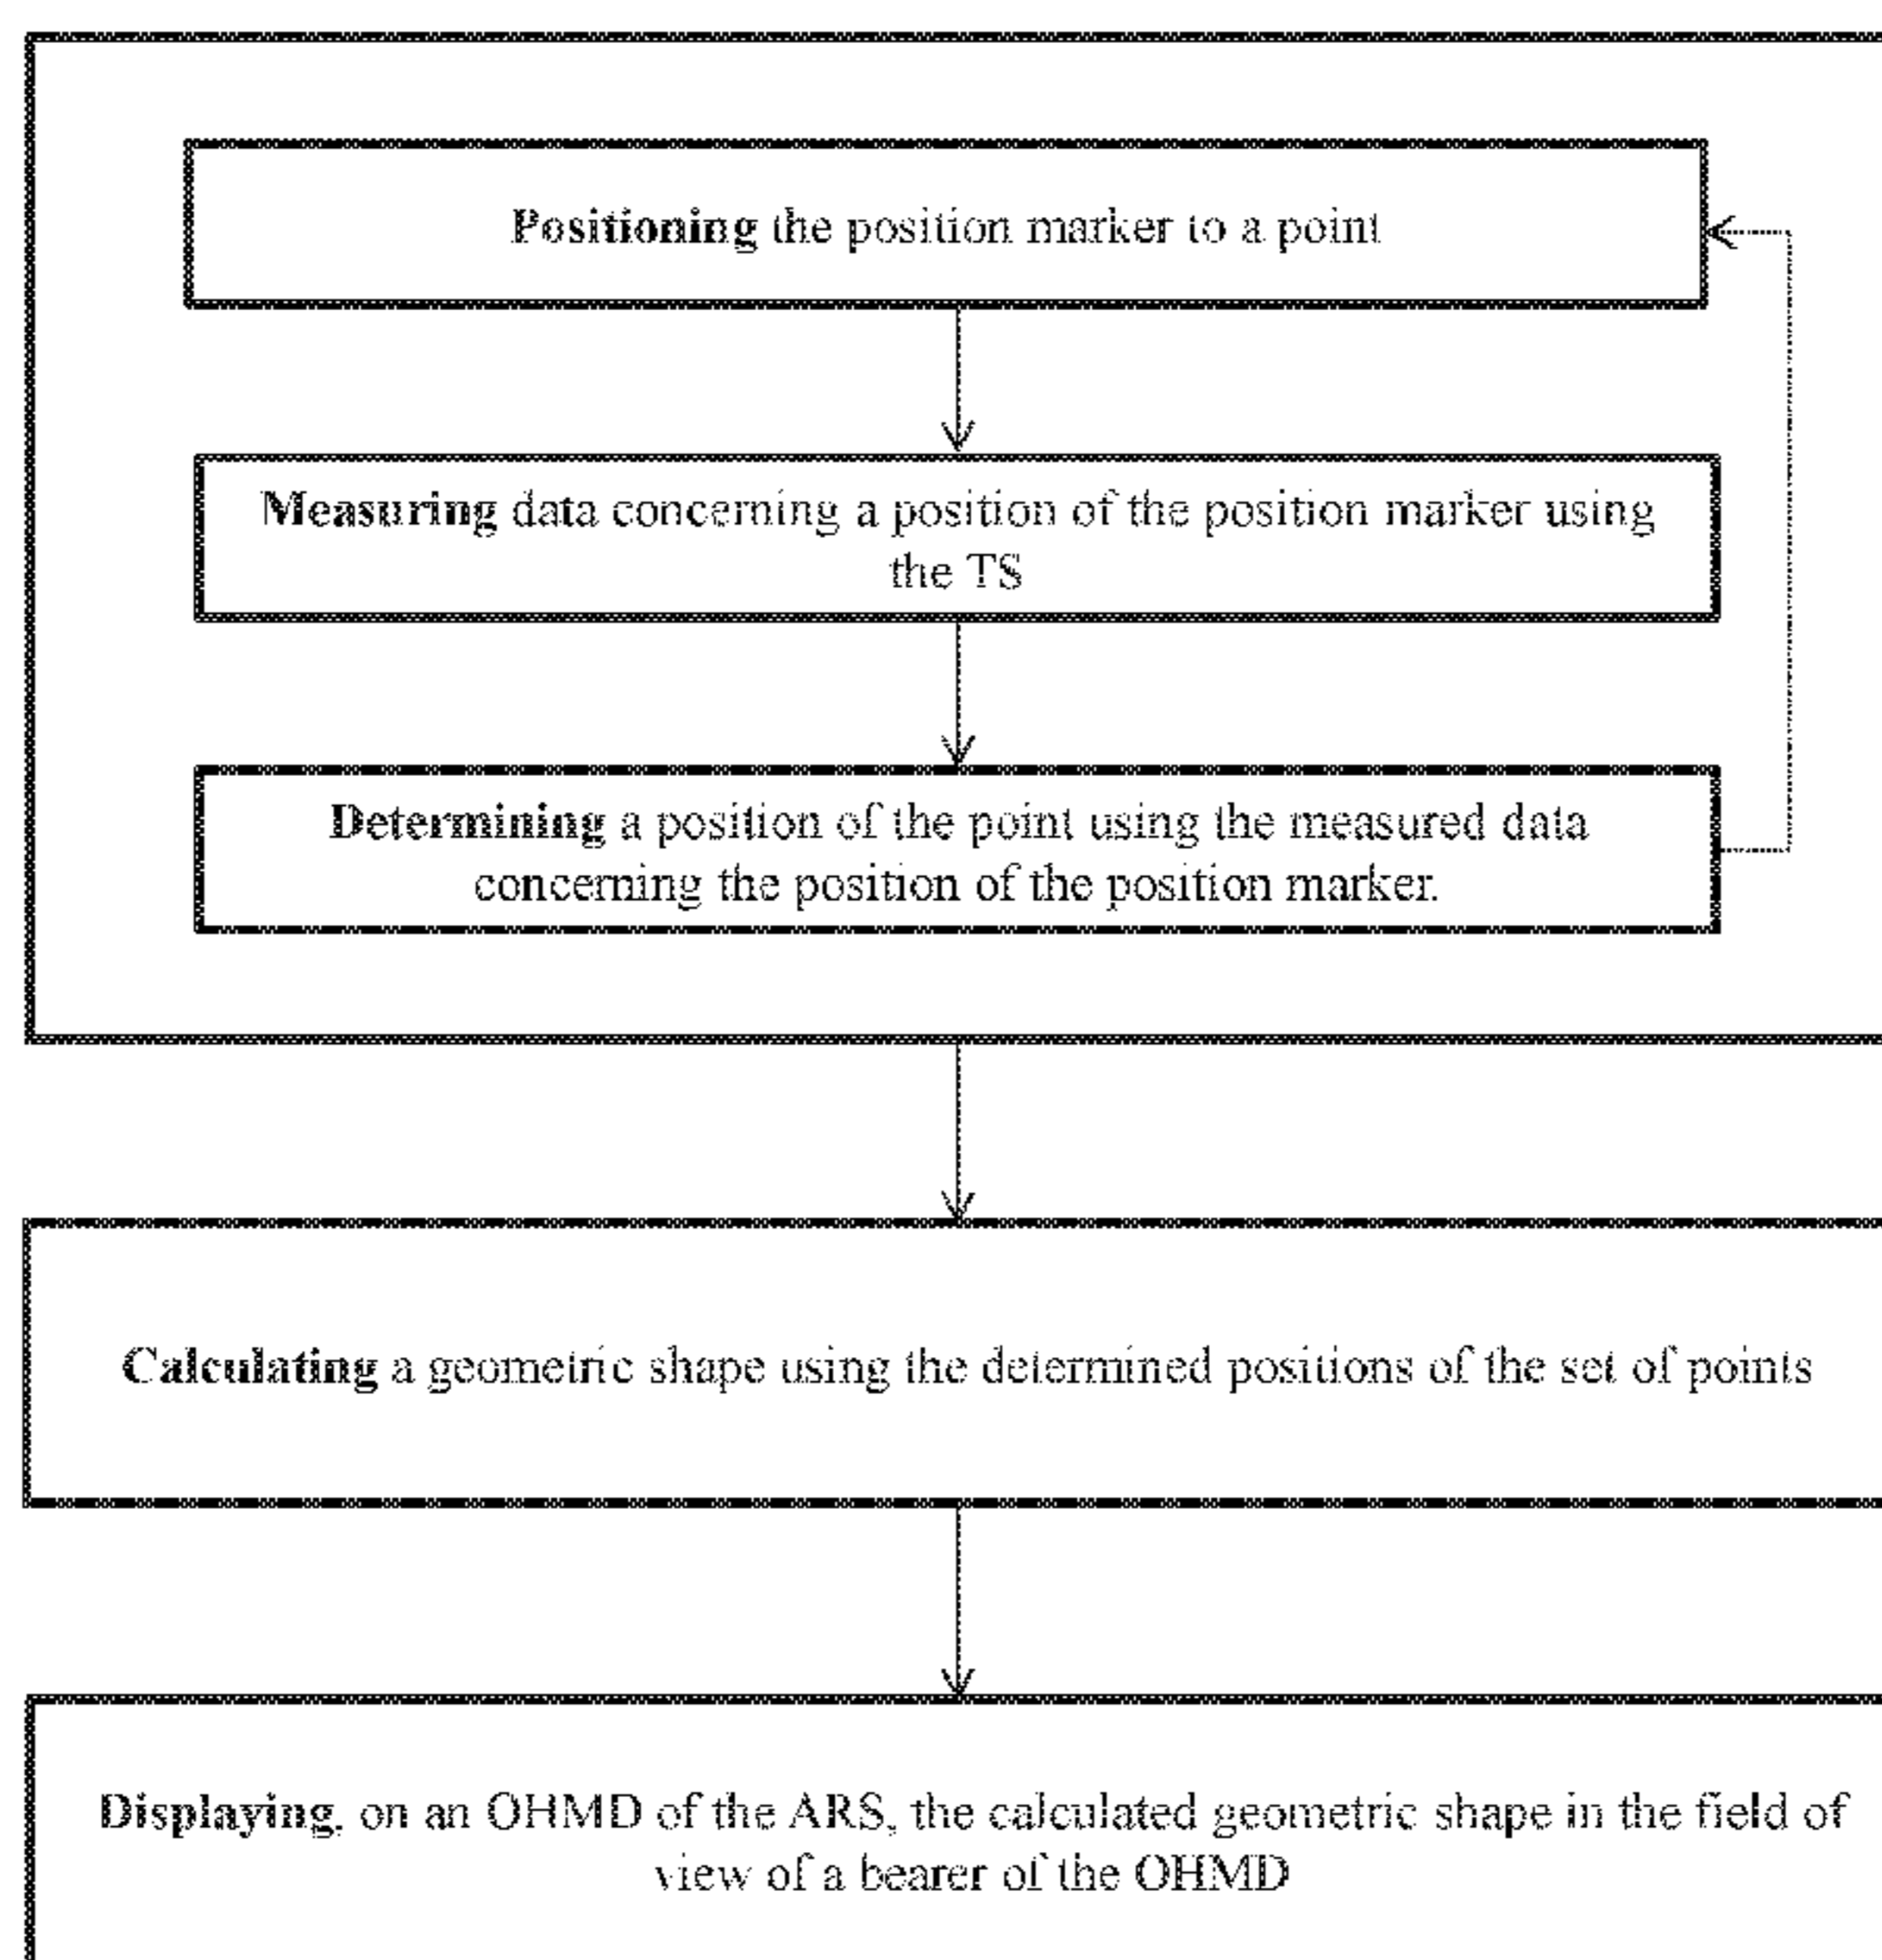 Positioning the position marker to a point
Measuring data concerning a position of the position marker using
the TS
Determining a position of the point using the measured data
concerning the position of the position marker.
Calculating a geometric shape using the determined positions of the set of points
Displaying, on an OHMD of the ARS, the calculated geometric shape in the field of
view of a bearer of the OHMD